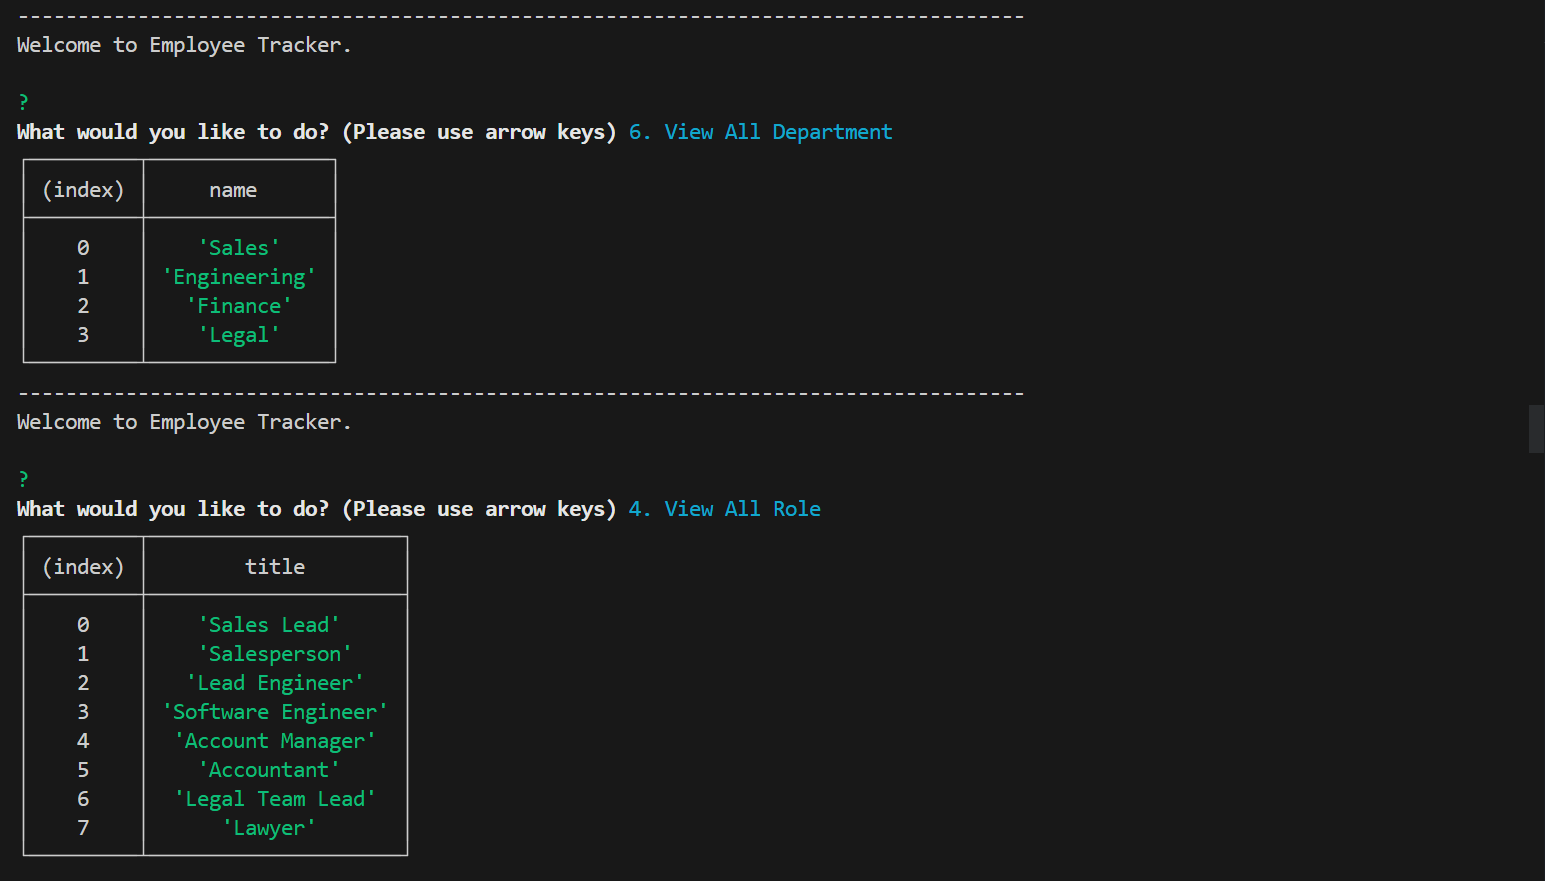 ------------------------------------------------------------------------------------
Welcome to Employee Tracker.
?
What would you like to do? (Please use arrow keys) 6. View All Department
(index) name
0 'Sales'
1 'Engineering'
2 'Finance'
3 'Legal'
------------------------------------------------------------------------------------
Welcome to Employee Tracker.
?
What would you like to do? (Please use arrow keys) 4. View All Role
(index) title
0 'Sales Lead'
1 'Salesperson'
2 'Lead Engineer'
3 'Software Engineer'
4 'Account Manager'
5 'Accountant'
6 'Legal Team Lead'
7 'Lawyer'